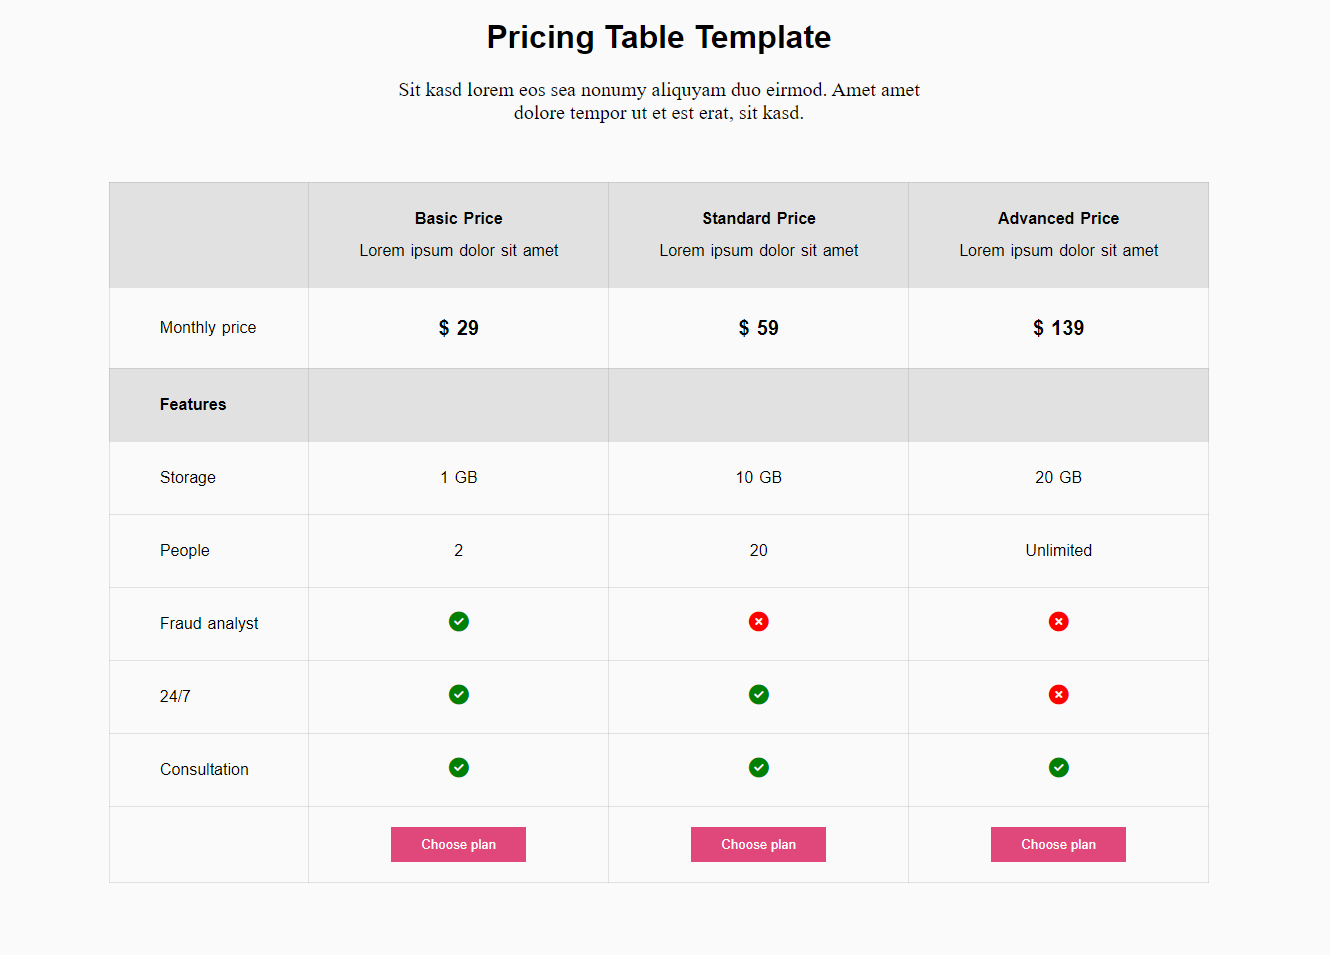 Pricing Table Template
Sit kasd lorem eos sea nonumy aliquyam duo eirmod. Amet amet
dolore tempor ut et est erat, sit kasd.
Basic Price Standard Price Advanced Price
Lorem ipsum dolor sit amet Lorem ipsum dolor sit amet Lorem ipsum dolor sit amet
Monthly price $ 29 $ 59 $ 139
Features
Storage 1 GB 10 GB 20 GB
People 2 20 Unlimited
Fraud analyst
24/7
Consultation
Choose plan Choose plan Choose plan